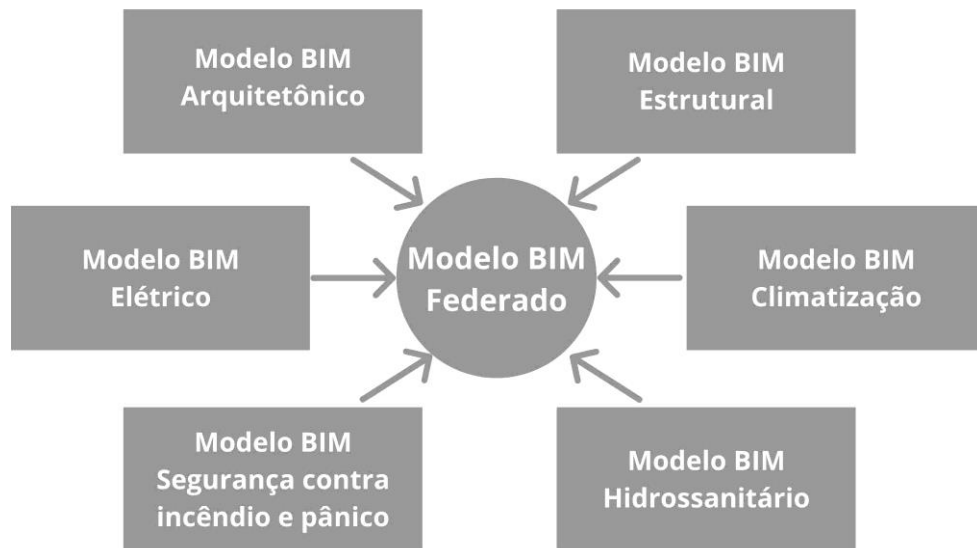 Modelo BIM
Arquitetônico
Modelo BIM
Estrutural
Modelo BIM
Elétrico
Modelo BIM
Federado
Modelo BIM
Climatização
Modelo BIM
Segurança contra
incêndio e pânico
Modelo BIM
Hidrossanitário